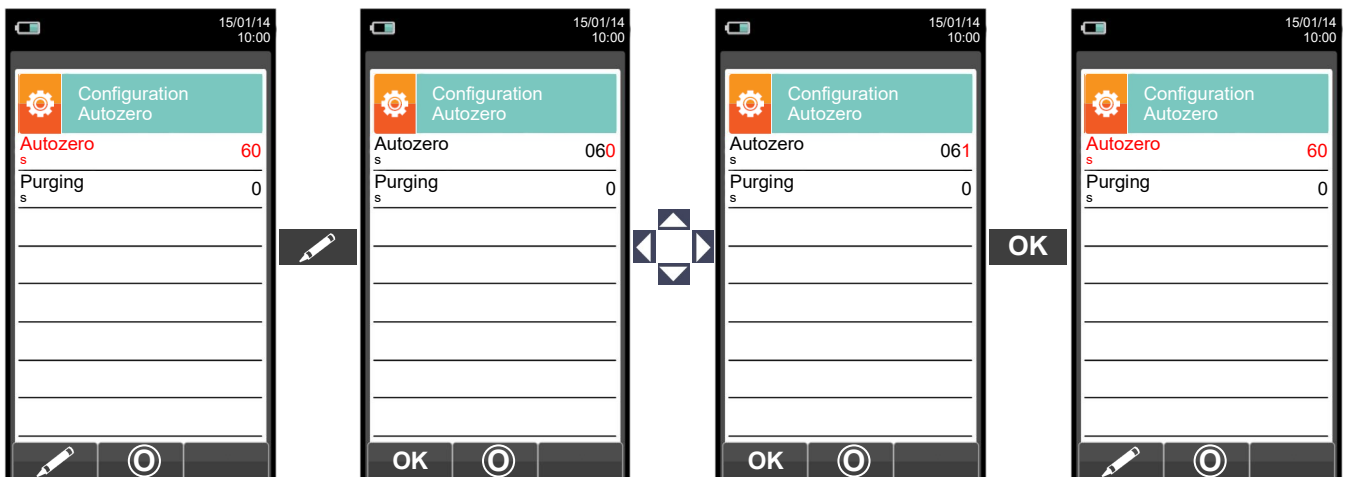 15/01/14
10:00
Configuration
Autozero
Autozero
s
60
Purging
s
0
15/01/14
10:00
Configuration
Autozero
Autozero
s
060
Purging
s
0
OK
15/01/14
10:00
Configuration
Autozero
Autozero
s
061
Purging
s
0
OK
OK
15/01/14
10:00
Configuration
Autozero
Autozero
s
60
Purging
s
0